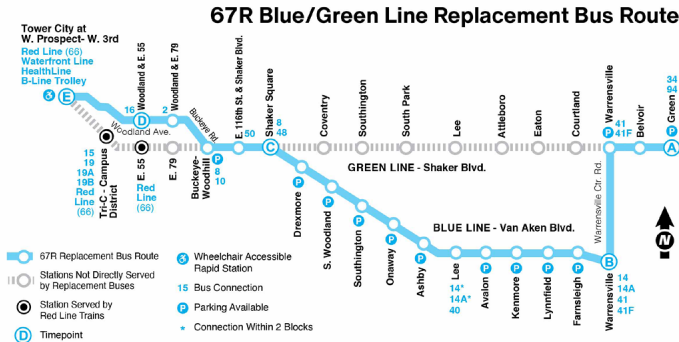 67R Blue/Green Line Replacement Bus Route
Tower City at
W. Prospect- W. 3rd
Red Line (66)
Waterfront Line
HealthLine
B-Line Trolley
E
16
D
Woodland & E. 55
2
Woodland & E. 79
Buckeye Rd
Woodland Ave.
E. 116th St. & Shaker Blvd.
50
Shaker Square
8
48
C
Coventry
Southington
South Park
Lee
Attleboro
Eaton
Courtland
Warrensville
P
41
41F
Belvoir
34
94
Green
P
A
15
19
19A
19B
Red
Line
(66)
Tri-C - Campus
District
E. 55
Red
Line
(66)
E. 79
Buckeye-
Woodhill
P
8
10
GREEN LINE - Shaker Blvd.
BLUE LINE - Van Aken Blvd.
Warrensville Ctr Rd.
Drexmore
P
S. Woodland
P
Southington
P
Onaway
P
Ashby
P
Lee
14*
14A*
40
Avalon
P
Kenmore
P
Lynnfield
P
Farnsleigh
P
B
Warrensville
14
14A
41
41F
N
67R Replacement Bus Route
Stations Not Directly Served
by Replacement Buses
Station Served by
Red Line Trains
D Timepoint
Wheelchair Accessible
Rapid Station
15 Bus Connection
P Parking Available
* Connection Within 2 Blocks